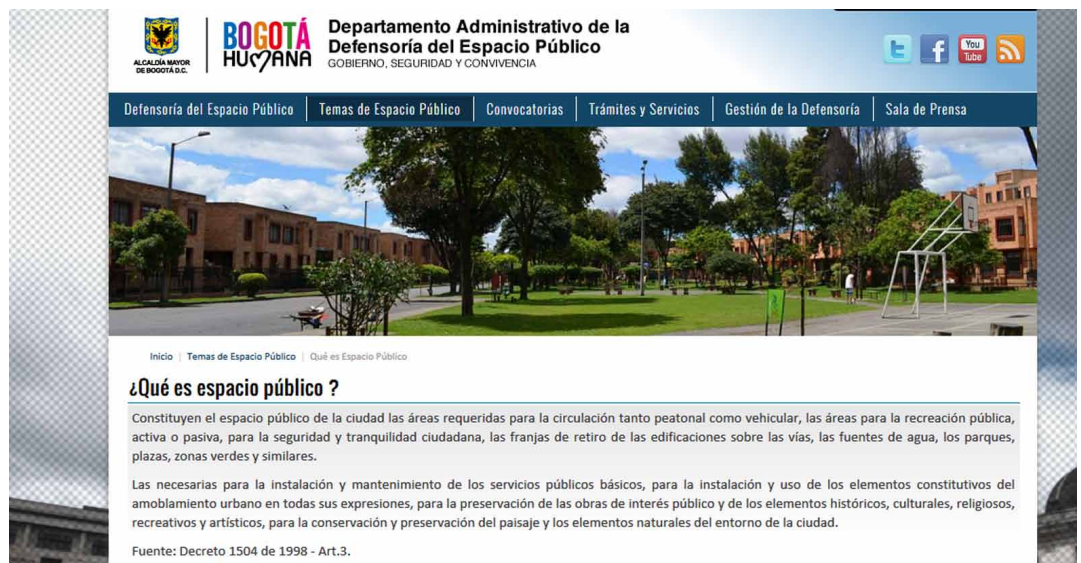 ALCALDÍA MAYOR
DE BOGOTÁ D.C.
BOGOTÁ
HUMANA
Departamento Administrativo de la
Defensoría del Espacio Público
GOBIERNO, SEGURIDAD Y CONVIVENCIA
You
Tube
Defensoría del Espacio Público
Temas de Espacio Público
Convocatorias
Trámites y Servicios
Gestión de la Defensoría
Sala de Prensa
Inicio | Temas de Espacio Público | Qué es Espacio Público
¿Qué es espacio público ?
Constituyen el espacio público de la ciudad las áreas requeridas para la circulación tanto peatonal como vehicular, las áreas para la recreación pública,
activa o pasiva, para la seguridad y tranquilidad ciudadana, las franjas de retiro de las edificaciones sobre las vías, las fuentes de agua, los parques,
plazas, zonas verdes y similares.
Las necesarias para la instalación y mantenimiento de los servicios públicos básicos, para la instalación y uso de los elementos constitutivos del
amoblamiento urbano en todas sus expresiones, para la preservación de las obras de interés público y de los elementos históricos, culturales, religiosos,
recreativos y artísticos, para la conservación y preservación del paisaje y los elementos naturales del entorno de la ciudad.
Fuente: Decreto 1504 de 1998 - Art.3.